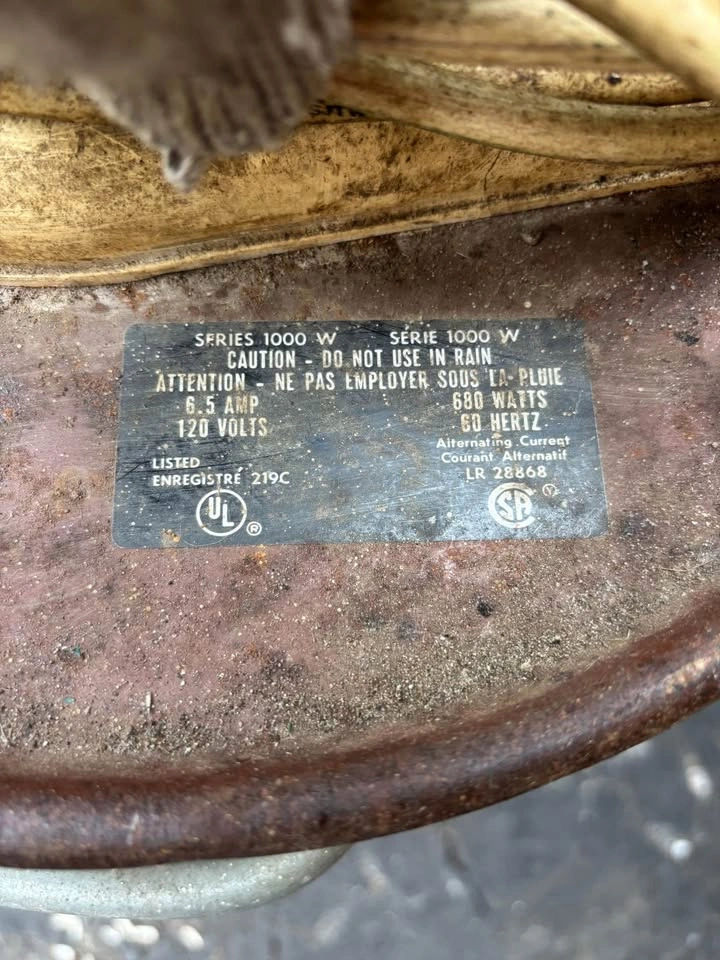 SERIES 1000 W SÉRIE 1000 W
CAUTION - DO NOT USE IN RAIN
ATTENTION - NE PAS EMPLOYER SOUS LA PLUIE
6.5 AMP 680 WATTS
120 VOLTS 60 HERTZ
Alternating Current
LISTED Courant Alternatif
ENREGISTRÉ 219C LR 28868
UL ® SA